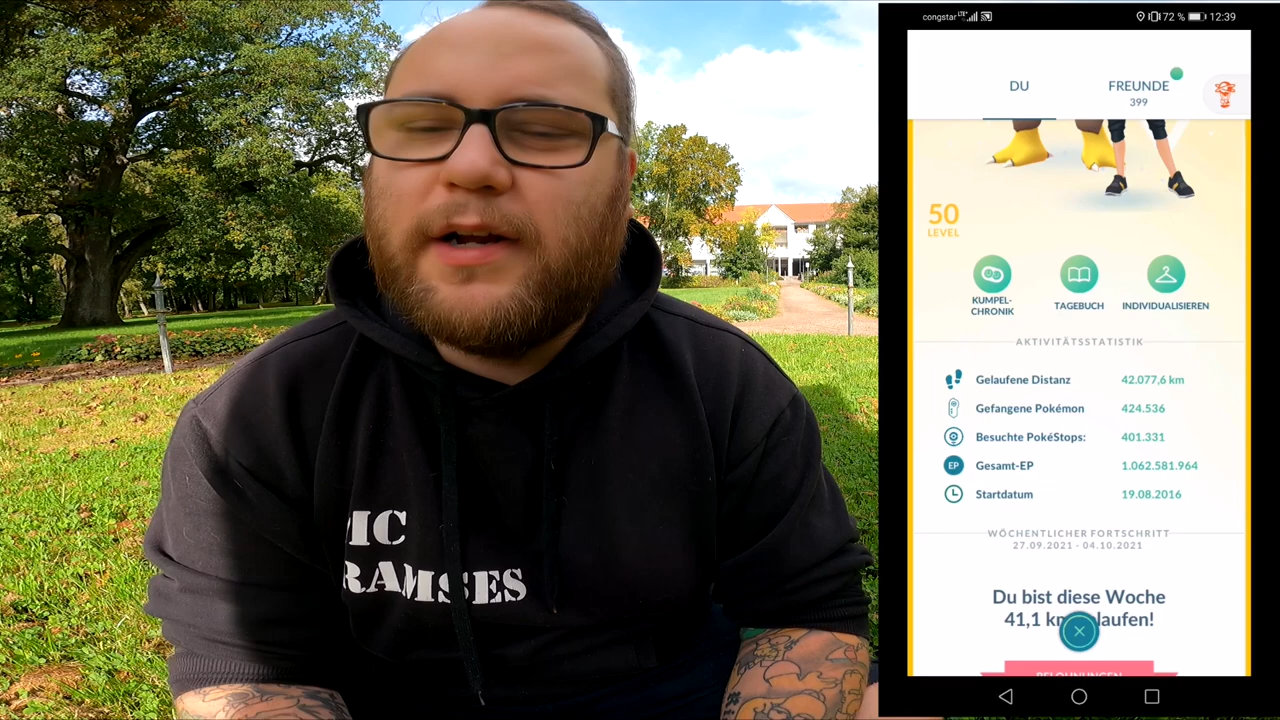 IC
RAMSES
congstar
72 %
12:39
DU
FREUNDE
399
50
LEVEL
KUMPEL-
CHRONIK
TAGEBUCH
INDIVIDUALISIEREN
AKTIVITÄTSSTATISTIK
Gelaufene Distanz 42.077,6 km
Gefangene Pokémon 424.536
Besuchte PokéStops: 401.331
EP Gesamt-EP 1.062.581.964
Startdatum 19.08.2016
WÖCHENTLICHER FORTSCHRITT
27.09.2021 - 04.10.2021
Du bist diese Woche
41,1 km laufen!